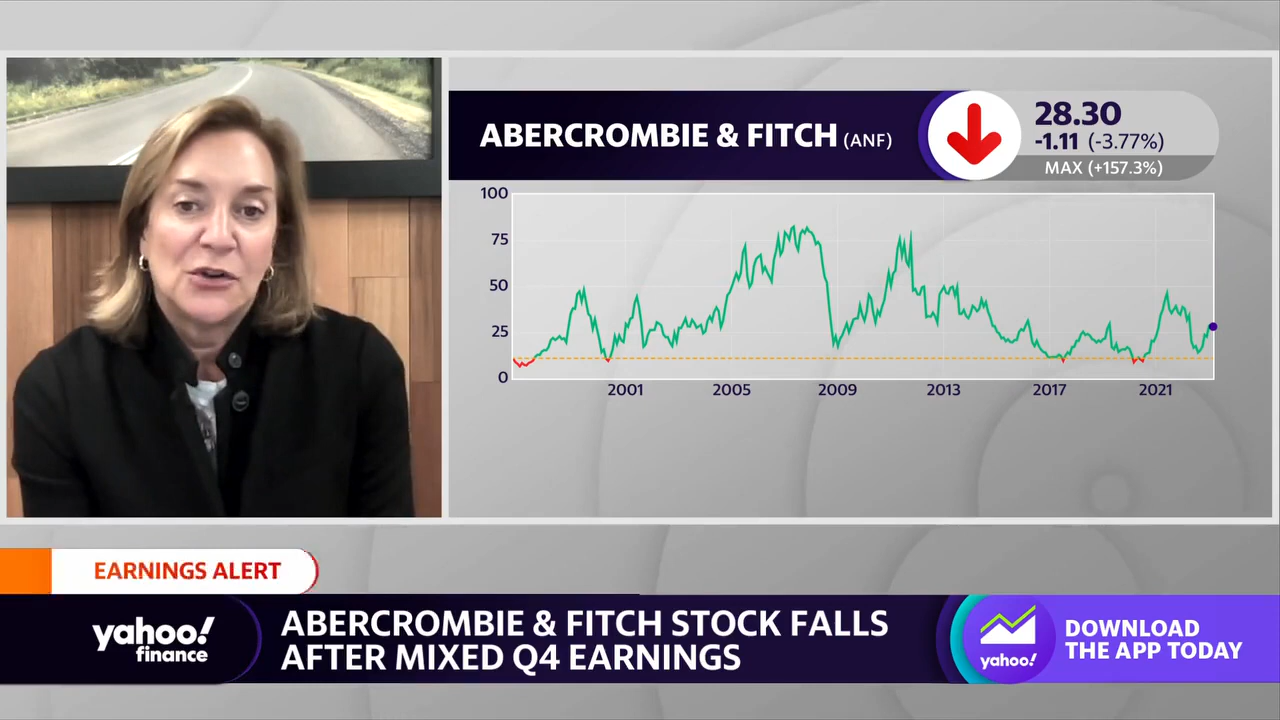 ABERCROMBIE & FITCH (ANF)
28.30
-1.11 (-3.77%)
MAX (+157.3%)
100
75
50
25
0
2001 2005 2009 2013 2017 2021
EARNINGS ALERT
yahoo!
finance
ABERCROMBIE & FITCH STOCK FALLS
AFTER MIXED Q4 EARNINGS
yahoo!
DOWNLOAD
THE APP TODAY